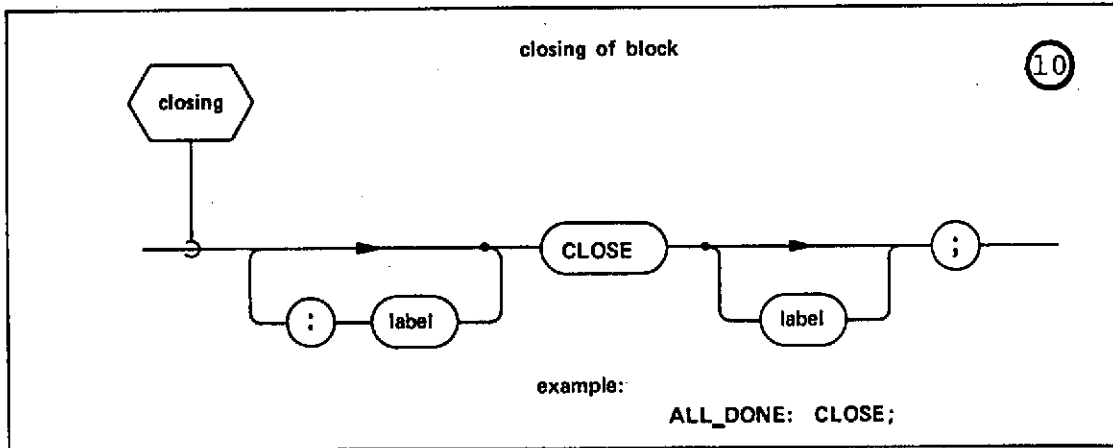 closing of block
10
closing
CLOSE
;
: label
label
example:
ALL_DONE: CLOSE;